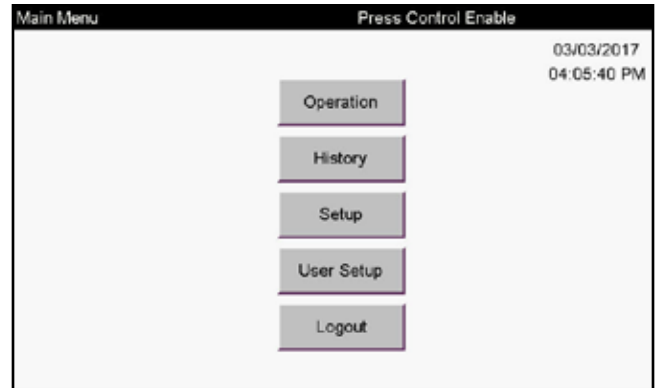 Main Menu Press Control Enable
03/03/2017
04:05:40 PM
Operation
History
Setup
User Setup
Logout